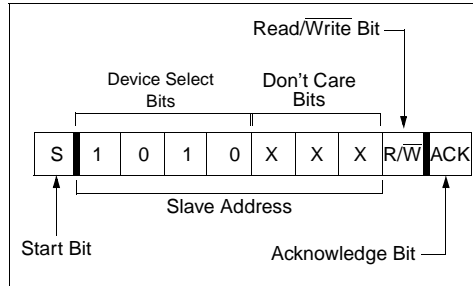 Read/Write Bit
Device Select Bits
Don't Care Bits
S 1 0 1 0 X X X R/W ACK
Slave Address
Start Bit
Acknowledge Bit